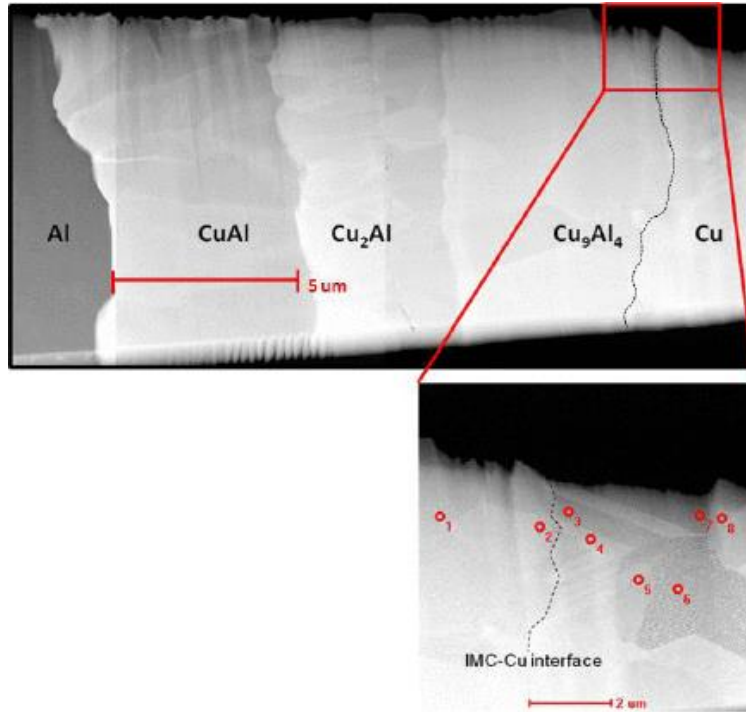 Al
CuAl
Cu₂Al
Cu₉Al₄
Cu
5 um
1
2
3
4
5
6
7
8
IMC-Cu interface
2 um